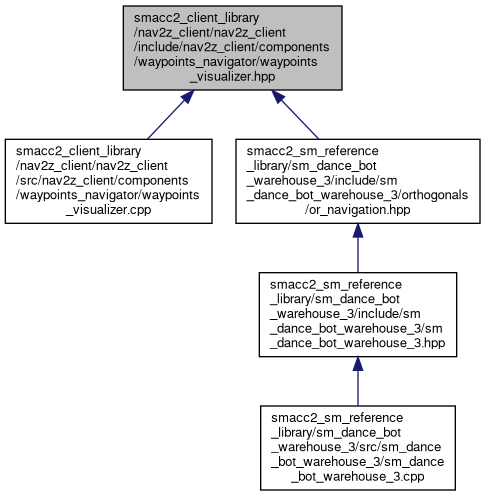 smacc2_client_library
/nav2z_client/nav2z_client
/include/nav2z_client/components
/waypoints_navigator/waypoints
_visualizer.hpp
smacc2_client_library
/nav2z_client/nav2z_client
/src/nav2z_client/components
/waypoints_navigator/waypoints
_visualizer.cpp
smacc2_sm_reference
_library/sm_dance_bot
_warehouse_3/include/sm
_dance_bot_warehouse_3/orthogonals
/or_navigation.hpp
smacc2_sm_reference
_library/sm_dance_bot
_warehouse_3/include/sm
_dance_bot_warehouse_3/sm
_dance_bot_warehouse_3.hpp
smacc2_sm_reference
_library/sm_dance_bot
_warehouse_3/src/sm_dance
_bot_warehouse_3/sm_dance
_bot_warehouse_3.cpp